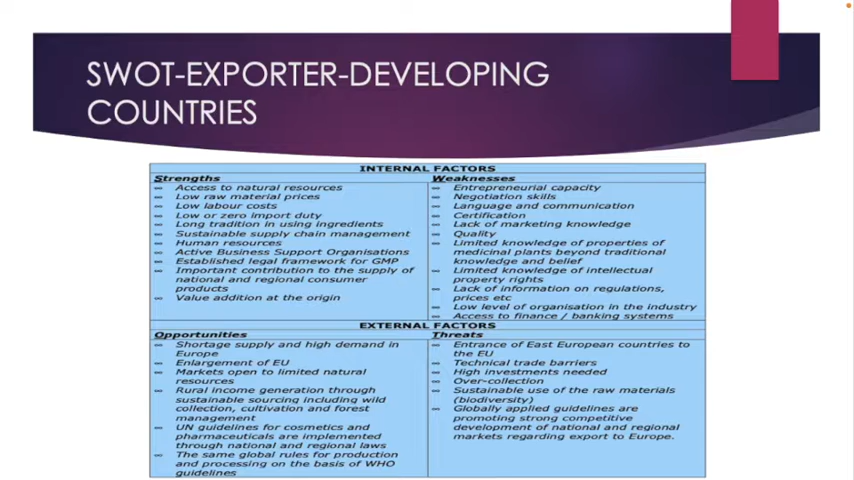 SWOT-EXPORTER-DEVELOPING
COUNTRIES
INTERNAL FACTORS
Strengths
∞ Access to natural resources
∞ Low raw material prices
∞ Low labour costs
∞ Low or zero import duty
∞ Long tradition in using ingredients
∞ Sustainable supply chain management
∞ Human resources
∞ Active Business Support Organisations
∞ Established legal framework for GMP
∞ Important contribution to the supply of
national and regional consumer
products
∞ Value addition at the origin
Weaknesses
∞ Entrepreneurial capacity
∞ Negotiation skills
∞ Language and communication
∞ Certification
∞ Lack of marketing knowledge
∞ Quality
∞ Limited knowledge of properties of
medicinal plants beyond traditional
knowledge and belief
∞ Limited knowledge of intellectual
property rights
∞ Lack of information on regulations,
prices etc
∞ Low level of organisation in the industry
∞ Access to finance / banking systems
EXTERNAL FACTORS
Opportunities
∞ Shortage supply and high demand in
Europe
∞ Enlargement of EU
∞ Markets open to limited natural
resources
∞ Rural income generation through
sustainable sourcing including wild
collection, cultivation and forest
management
∞ UN guidelines for cosmetics and
pharmaceuticals are implemented
through national and regional laws
∞ The same global rules for production
and processing on the basis of WHO
guidelines
Threats
∞ Entrance of East European countries to
the EU
∞ Technical trade barriers
∞ High investments needed
∞ Over-collection
∞ Sustainable use of the raw materials
(biodiversity)
∞ Globally applied guidelines are
promoting strong competitive
development of national and regional
markets regarding export to Europe.